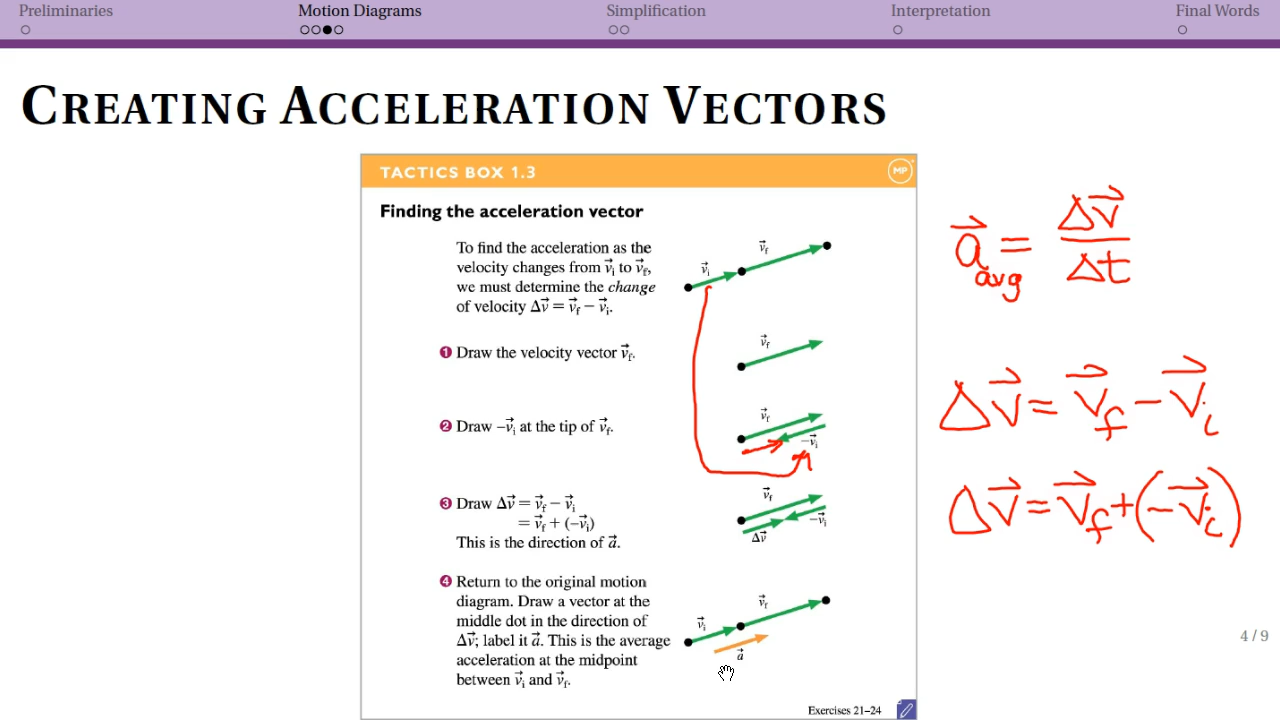 Preliminaries
Motion Diagrams
Simplification
Interpretation
Final Words
CREATING ACCELERATION VECTORS
TACTICS BOX 1.3
MP
Finding the acceleration vector
To find the acceleration as the
velocity changes from v⃗ᵢ to v⃗f,
we must determine the change
of velocity Δv⃗ = v⃗f − v⃗ᵢ.
v⃗ᵢ
v⃗f
1 Draw the velocity vector v⃗f.
v⃗f
2 Draw −v⃗ᵢ at the tip of v⃗f.
v⃗f
−v⃗ᵢ
3 Draw Δv⃗ = v⃗f − v⃗ᵢ
= v⃗f + (−v⃗ᵢ)
This is the direction of a⃗.
v⃗f
−v⃗ᵢ
Δv⃗
4 Return to the original motion
diagram. Draw a vector at the
middle dot in the direction of
Δv⃗; label it a⃗. This is the average
acceleration at the midpoint
between v⃗ᵢ and v⃗f.
v⃗ᵢ
v⃗f
a⃗
Exercises 21–24
a⃗avg = Δv⃗/Δt
Δv⃗ = v⃗f − v⃗i
Δv⃗ = v⃗f + (−v⃗i)
4 / 9